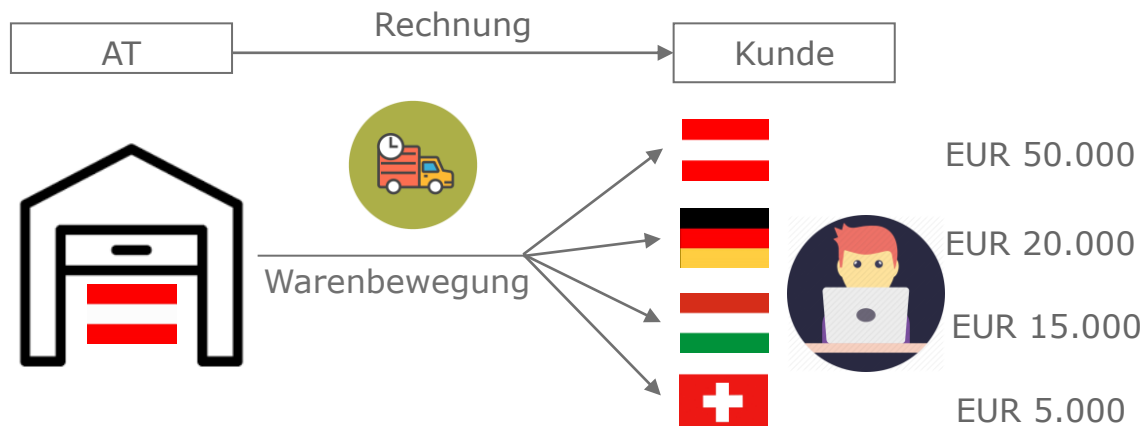 AT
Rechnung
Kunde
Warenbewegung
EUR 50.000
EUR 20.000
EUR 15.000
EUR 5.000